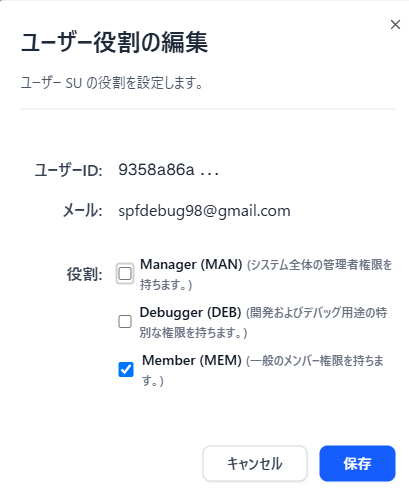 ユーザー役割の編集
ユーザー SU の役割を設定します。
ユーザーID: 9358a86a ...
メール: spfdebug98@gmail.com
役割: Manager (MAN) (システム全体の管理者権限を
持ちます。)
Debugger (DEB) (開発およびデバッグ用途の特
別な権限を持ちます。)
Member (MEM) (一般のメンバー権限を持ちま
す。)
キャンセル 保存